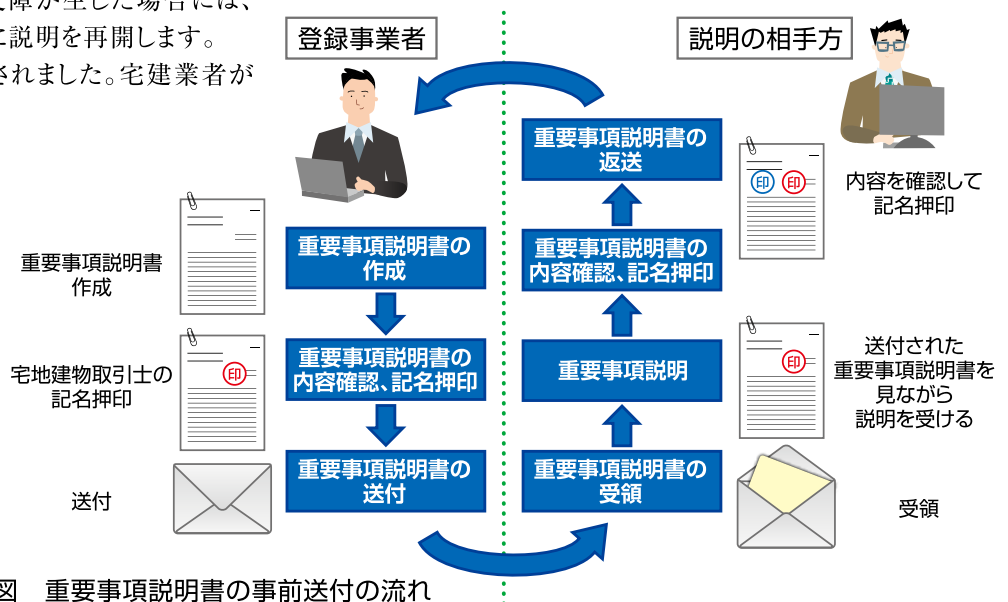 支障が生じた場合には、
に説明を再開します。
されました。宅建業者が
登録事業者
説明の相手方
重要事項説明書
作成
宅地建物取引士の
記名押印
送付
印
重要事項説明書の
作成
重要事項説明書の
内容確認、記名押印
重要事項説明書の
送付
重要事項説明書の
返送
重要事項説明書の
内容確認、記名押印
重要事項説明
重要事項説明書の
受領
印
印
内容を確認して
記名押印
印
送付された
重要事項説明書を
見ながら
説明を受ける
受領
図 重要事項説明書の事前送付の流れ